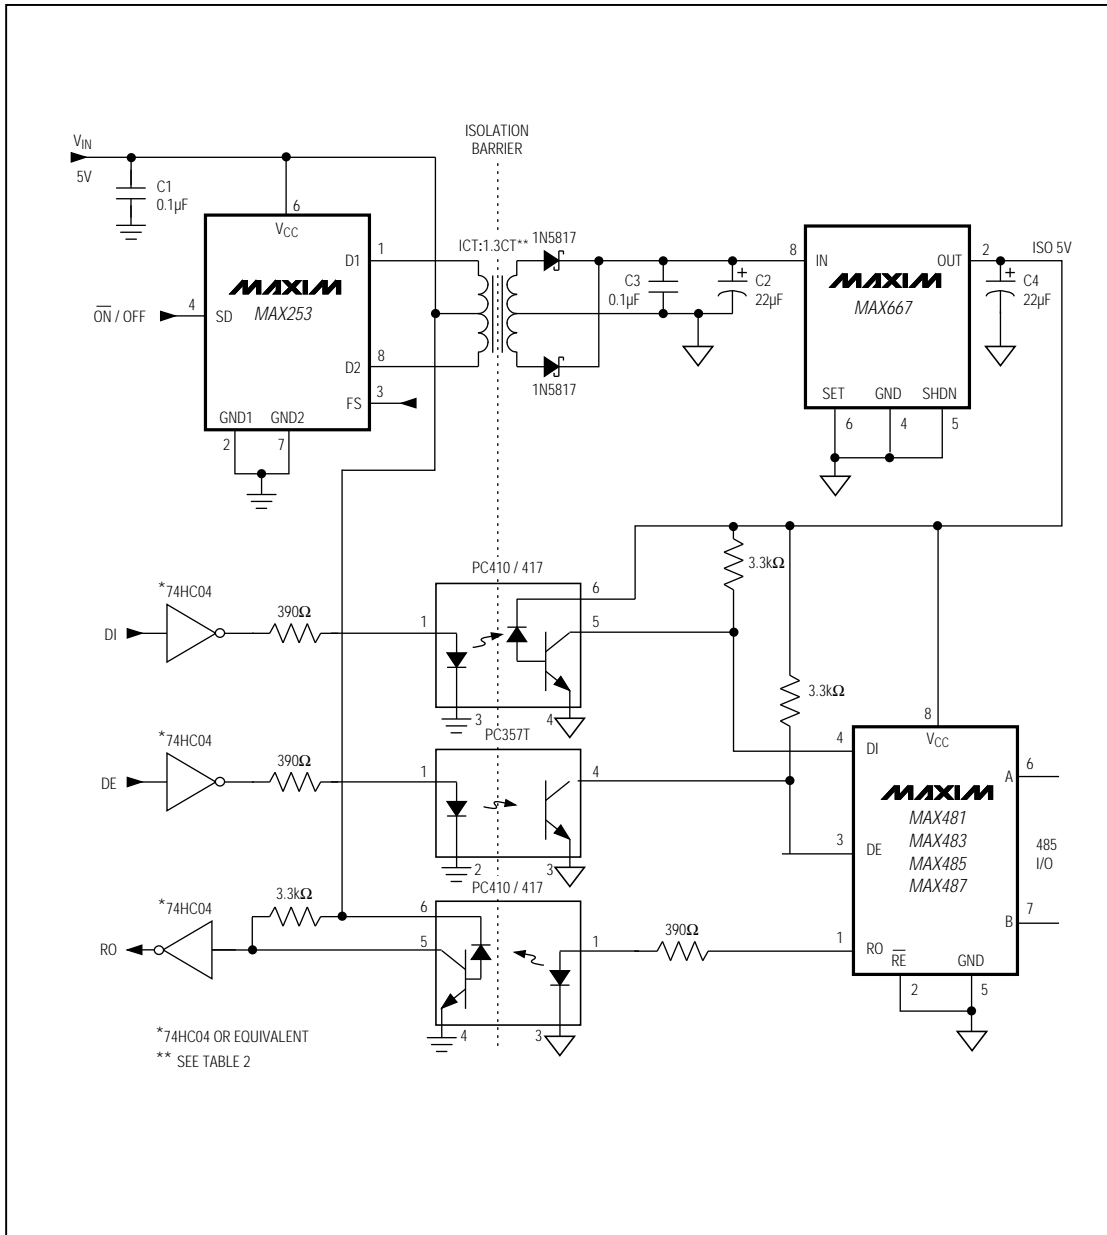 ISOLATION
BARRIER
VIN
5V
C1
0.1µF
6
VCC
1
D1
MAXIM
MAX253
4
ON / OFF
SD
8
D2
3
FS
GND1
GND2
2
7
ICT:1.3CT**
1N5817
1N5817
C3
0.1µF
C2
22µF
+
8
IN
OUT
2
ISO 5V
MAXIM
MAX667
+
C4
22µF
SET
GND
SHDN
6
4
5
*74HC04
DI
390Ω
PC410 / 417
1
6
5
3
4
3.3kΩ
3.3kΩ
*74HC04
DE
390Ω
PC357T
1
4
2
3
*74HC04
RO
3.3kΩ
PC410 / 417
6
5
4
1
3
390Ω
8
VCC
4
DI
MAXIM
MAX481
MAX483
MAX485
MAX487
3
DE
1
RO
RE
GND
2
5
A
6
485
I/O
B
7
*74HC04 OR EQUIVALENT
** SEE TABLE 2